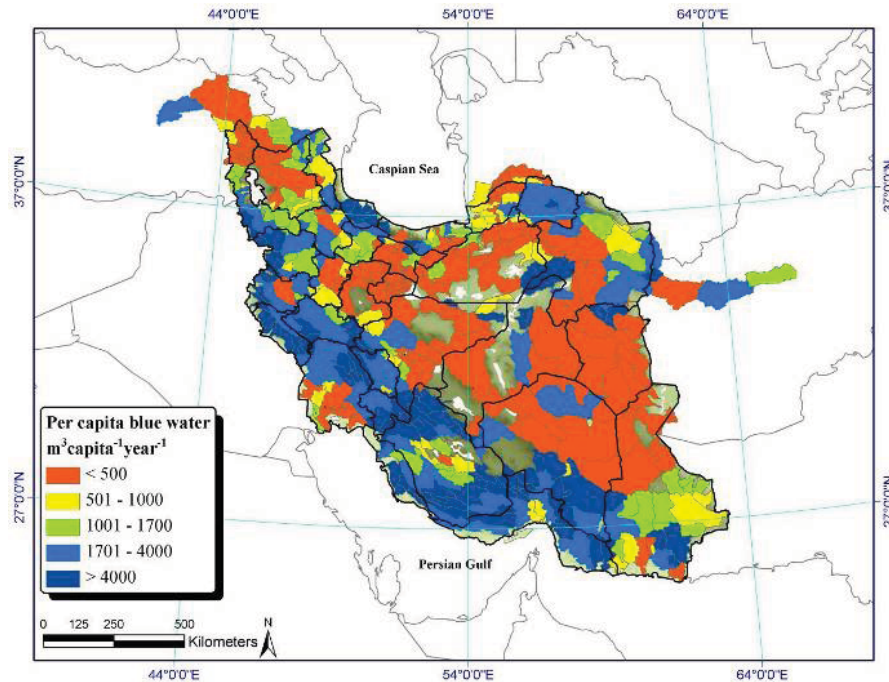 44°0'0"E 54°0'0"E 64°0'0"E
Caspian Sea
37°0'0"N 37°0'0"N
Per capita blue water
m³capita⁻¹year⁻¹
< 500
501 - 1000
1001 - 1700
1701 - 4000
> 4000
27°0'0"N 27°0'0"N
Persian Gulf
N
0 125 250 500
Kilometers
44°0'0"E 54°0'0"E 64°0'0"E